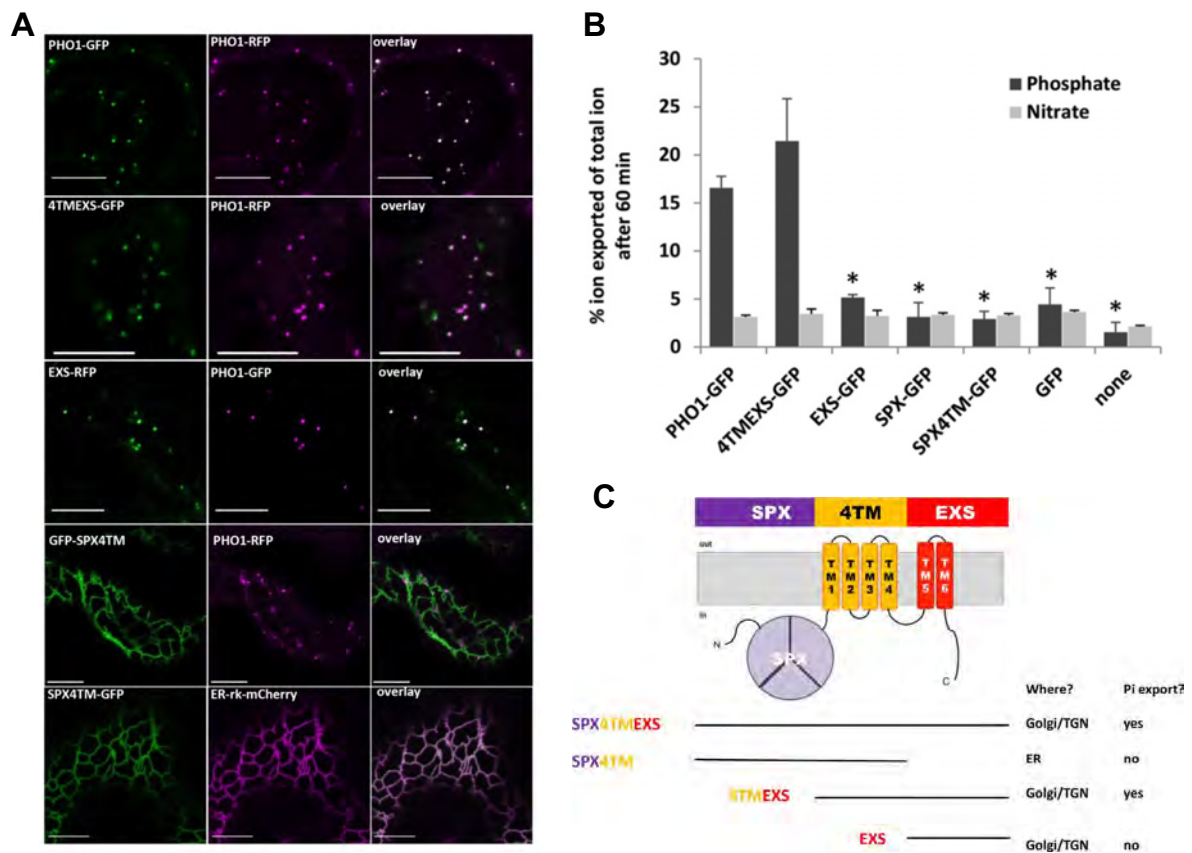 A
PHO1-GFP PHO1-RFP overlay
4TMEXS-GFP PHO1-RFP overlay
EXS-RFP PHO1-GFP overlay
GFP-SPX4TM PHO1-RFP overlay
SPX4TM-GFP ER-rk-mCherry overlay
B
% ion exported of total ion
after 60 min
30
25
20
15
10
5
0
Phosphate
Nitrate
* * * * *
PHO1-GFP
4TMEXS-GFP
EXS-GFP
SPX-GFP
SPX4TM-GFP
GFP
none
C
SPX 4TM EXS
out
TM1 TM2 TM3 TM4 TM5 TM6
in
N
SPX
C
Where? Pi export?
SPX4TMEXS Golgi/TGN yes
SPX4TM ER no
4TMEXS Golgi/TGN yes
EXS Golgi/TGN no